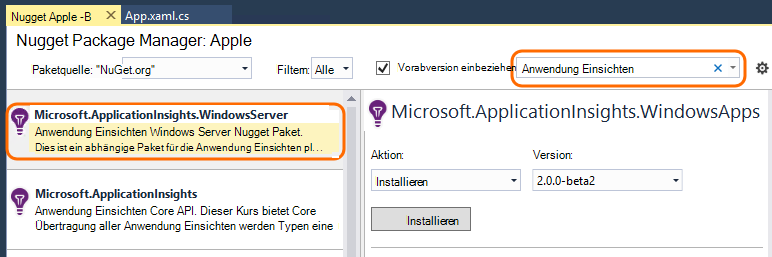 Nugget Apple -B ✕ App.xaml.cs
Nugget Package Manager: Apple
Paketquelle: "NuGet.org" Filtern: Alle Vorabversion einbeziehen Anwendung Einsichten ✕
Microsoft.ApplicationInsights.WindowsServer
Anwendung Einsichten Windows Server Nugget Paket.
Dies ist ein abhängige Paket für die Anwendung Einsichten pl...
Microsoft.ApplicationInsights
Anwendung Einsichten Core API. Dieser Kurs bietet Core
Übertragung aller Anwendung Einsichten werden Typen eine
Microsoft.ApplicationInsights.WindowsApps
Aktion: Version:
Installieren 2.0.0-beta2
Installieren